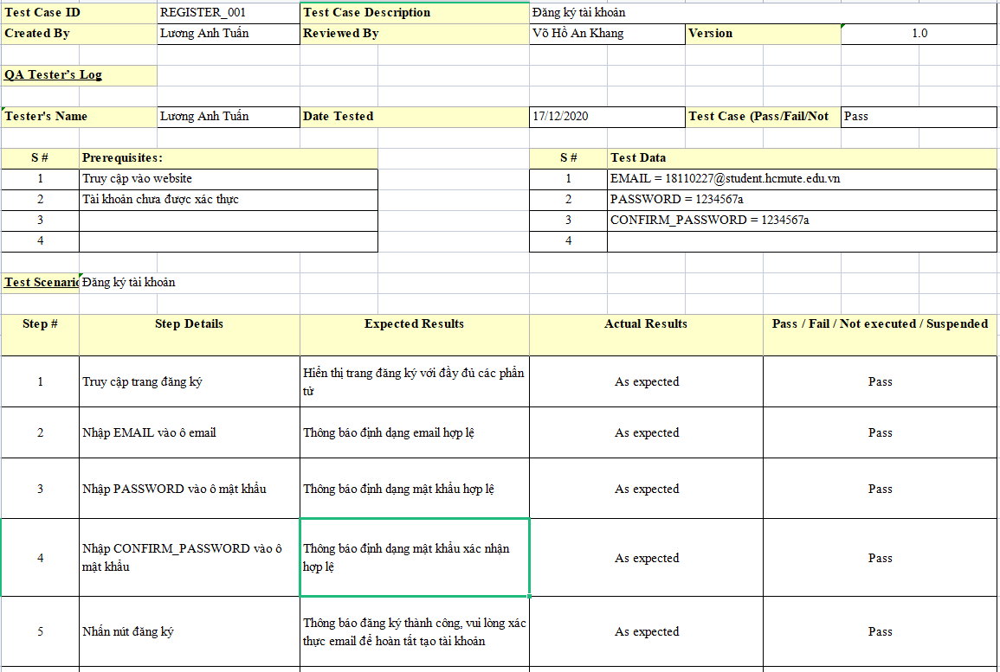 Test Case ID REGISTER_001 Test Case Description Đăng ký tài khoản
Created By Lương Anh Tuấn Reviewed By Võ Hồ An Khang Version 1.0
QA Tester’s Log
Tester's Name Lương Anh Tuấn Date Tested 17/12/2020 Test Case (Pass/Fail/Not Pass
S # Prerequisites: S # Test Data
1 Truy cập vào website 1 EMAIL = 18110227@student.hcmute.edu.vn
2 Tài khoản chưa được xác thực 2 PASSWORD = 1234567a
3 3 CONFIRM_PASSWORD = 1234567a
4 4
Test Scenario Đăng ký tài khoản
Step # Step Details Expected Results Actual Results Pass / Fail / Not executed / Suspended
1 Truy cập trang đăng ký Hiển thị trang đăng ký với đầy đủ các phần
tử As expected Pass
2 Nhập EMAIL vào ô email Thông báo định dạng email hợp lệ As expected Pass
3 Nhập PASSWORD vào ô mật khẩu Thông báo định dạng mật khẩu hợp lệ As expected Pass
4 Nhập CONFIRM_PASSWORD vào ô
mật khẩu Thông báo định dạng mật khẩu xác nhận
hợp lệ As expected Pass
5 Nhấn nút đăng ký Thông báo đăng ký thành công, vui lòng xác
thực email để hoàn tất tạo tài khoản As expected Pass